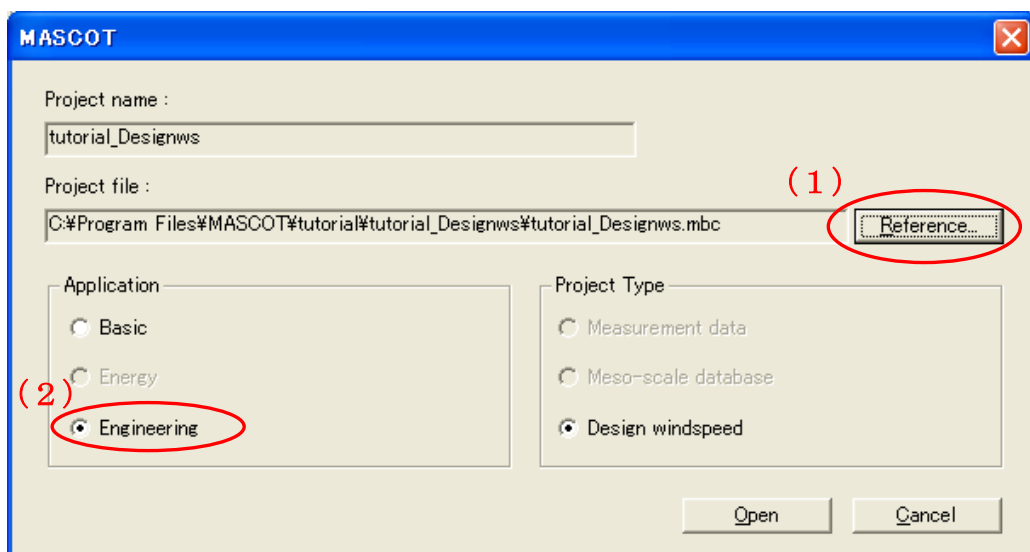 MASCOT
Project name :
tutorial_Designws
Project file :
(1)
C:¥Program Files¥MASCOT¥tutorial¥tutorial_Designws¥tutorial_Designws.mbc
Reference...
Application
Project Type
Basic
Measurement data
Energy
Meso-scale database
(2)
Engineering
Design windspeed
Open
Cancel